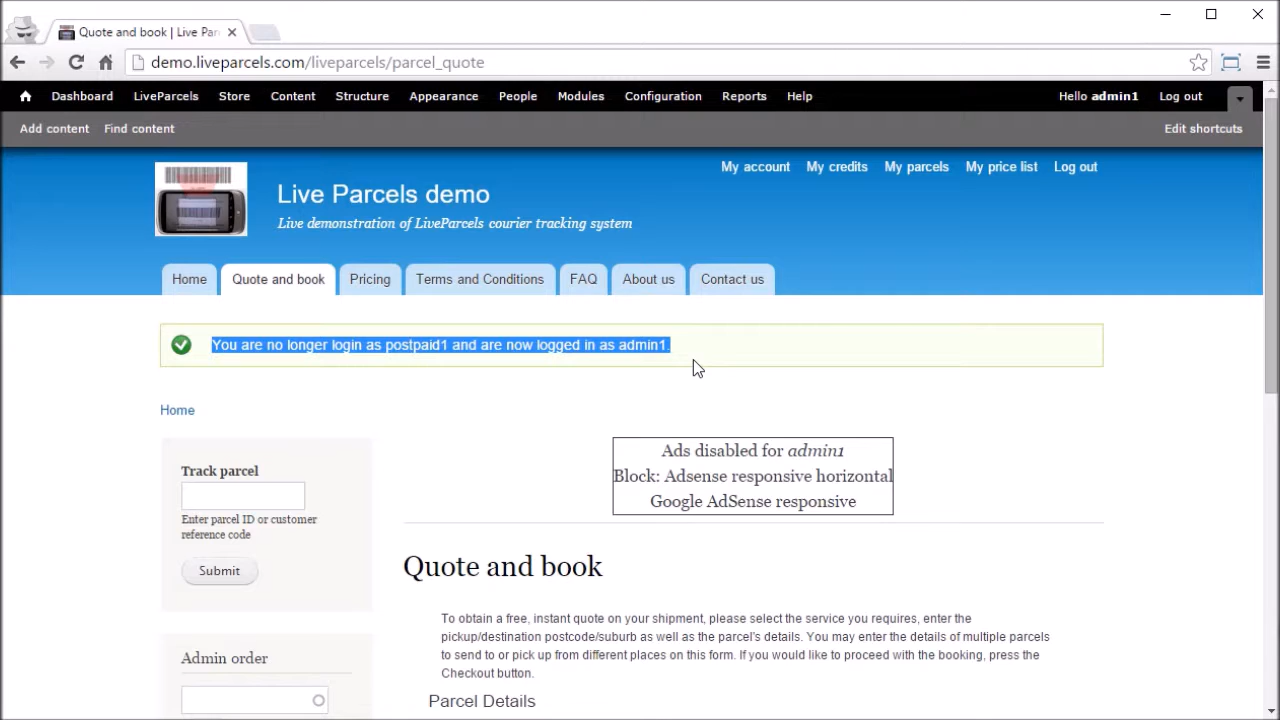 Quote and book | Live Par
demo.liveparcels.com/liveparcels/parcel_quote
Dashboard LiveParcels Store Content Structure Appearance People Modules Configuration Reports Help Hello admin1 Log out
Add content Find content Edit shortcuts
My account My credits My parcels My price list Log out
Live Parcels demo
Live demonstration of LiveParcels courier tracking system
Home Quote and book Pricing Terms and Conditions FAQ About us Contact us
You are no longer login as postpaid1 and are now logged in as admin1.
Home
Track parcel
Enter parcel ID or customer
reference code
Submit
Admin order
Ads disabled for admin1
Block: Adsense responsive horizontal
Google AdSense responsive
Quote and book
To obtain a free, instant quote on your shipment, please select the service you requires, enter the
pickup/destination postcode/suburb as well as the parcel's details. You may enter the details of multiple parcels
to send to or pick up from different places on this form. If you would like to proceed with the booking, press the
Checkout button.
Parcel Details